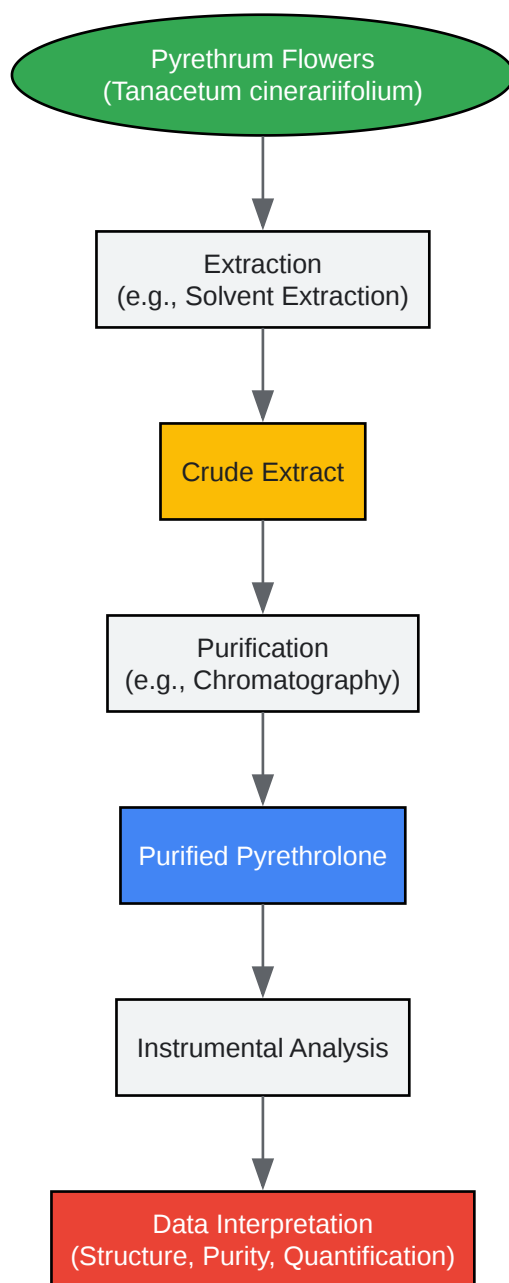 Pyrethrum Flowers
(Tanacetum cinerariifolium)
Extraction
(e.g., Solvent Extraction)
Crude Extract
Purification
(e.g., Chromatography)
Purified Pyrethrolone
Instrumental Analysis
Data Interpretation
(Structure, Purity, Quantification)